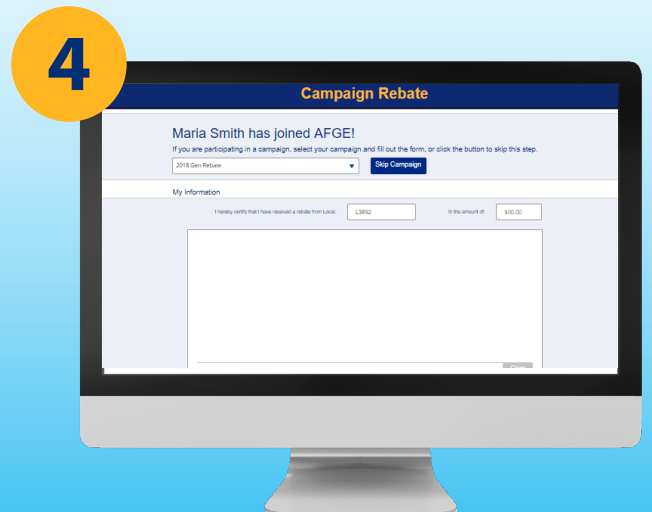 4
Campaign Rebate
Maria Smith has joined AFGE!
If you are participating in a campaign, select your campaign and fill out the form, or click the button to skip this step.
2018 Gen Rebate
Skip Campaign
My Information
I hereby certify that I have received a rebate from Local: L3892 In the amount of: $00.00